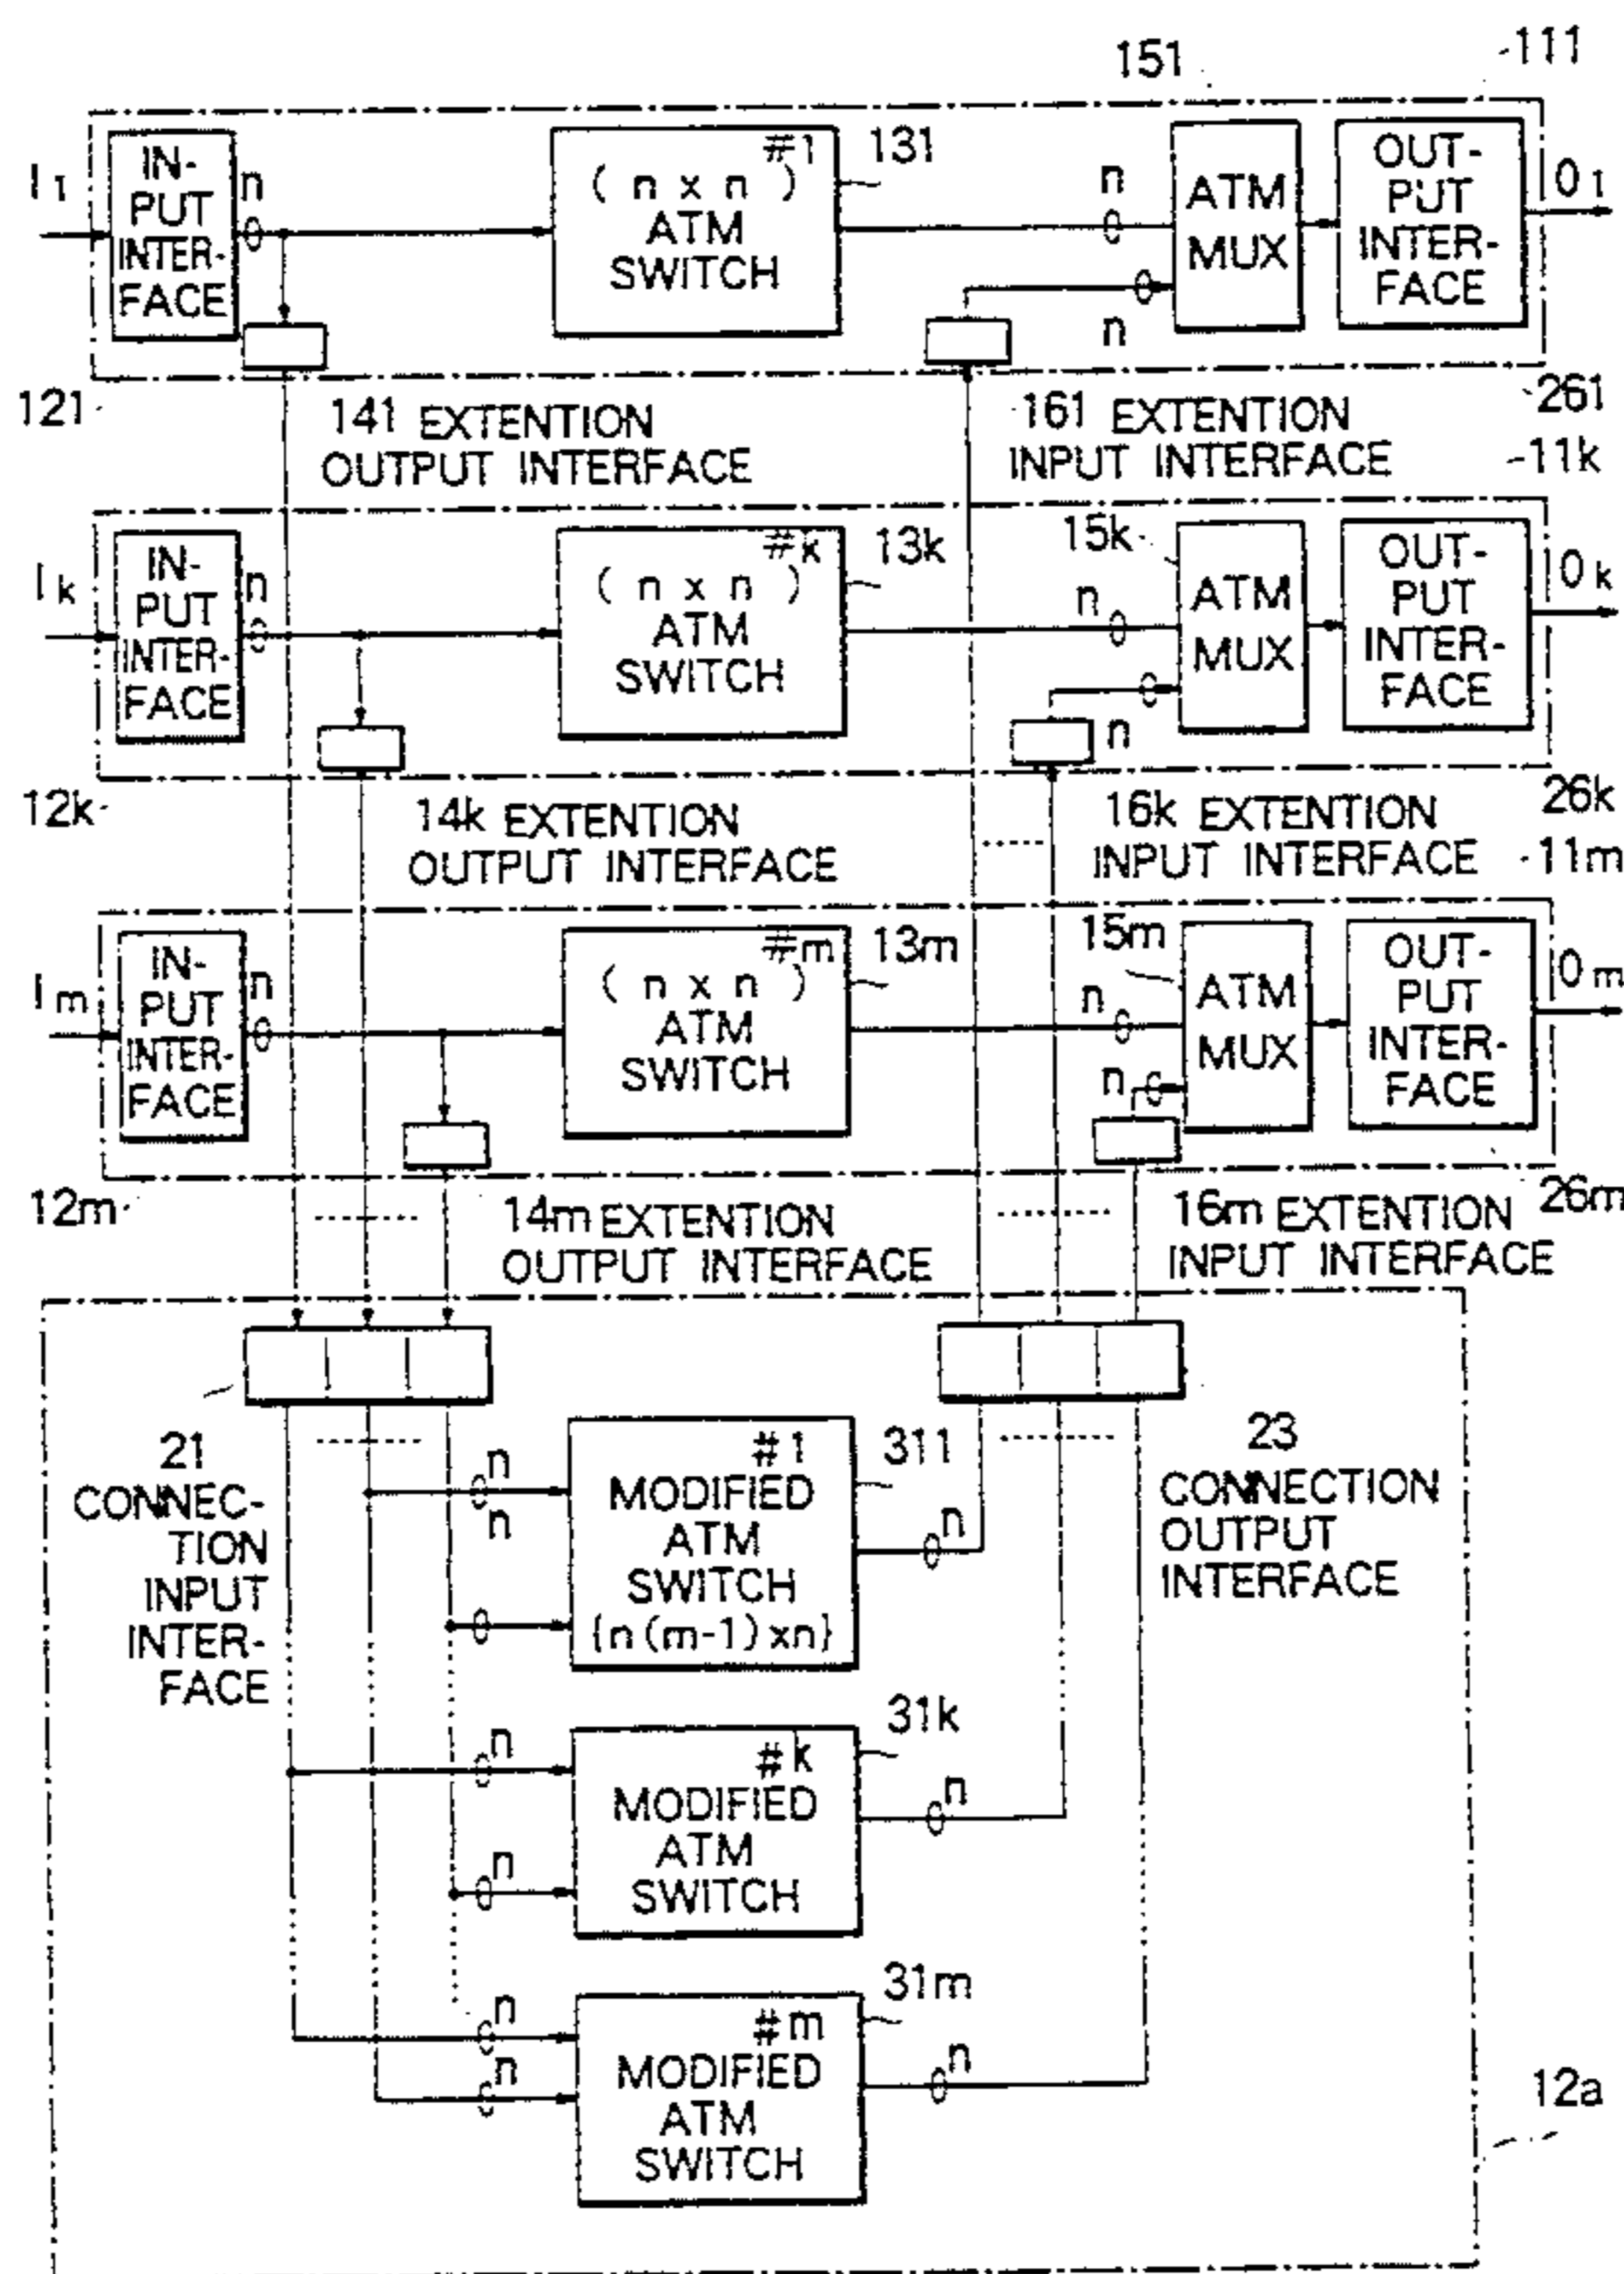 151
111
I1
IN-
PUT
INTER-
FACE
n
#1
( n x n )
ATM
SWITCH
131
n
n
ATM
MUX
OUT-
PUT
INTER-
FACE
O1
121
141 EXTENTION
OUTPUT INTERFACE
161 EXTENTION
INPUT INTERFACE
261
11k
Ik
IN-
PUT
INTER-
FACE
n
#k
( n x n )
ATM
SWITCH
13k
15k
n
n
ATM
MUX
OUT-
PUT
INTER-
FACE
Ok
12k
14k EXTENTION
OUTPUT INTERFACE
16k EXTENTION
INPUT INTERFACE
26k
11m
Im
IN-
PUT
INTER-
FACE
n
#m
( n x n )
ATM
SWITCH
13m
15m
n
n
ATM
MUX
OUT-
PUT
INTER-
FACE
Om
12m
14m EXTENTION
OUTPUT INTERFACE
16m EXTENTION
INPUT INTERFACE
26m
21
CONNEC-
TION
INPUT
INTER-
FACE
n
n
#1
MODIFIED
ATM
SWITCH
{n(m-1)xn}
311
n
23
CONNECTION
OUTPUT
INTERFACE
n
n
#k
MODIFIED
ATM
SWITCH
31k
n
n
n
#m
MODIFIED
ATM
SWITCH
31m
n
12a